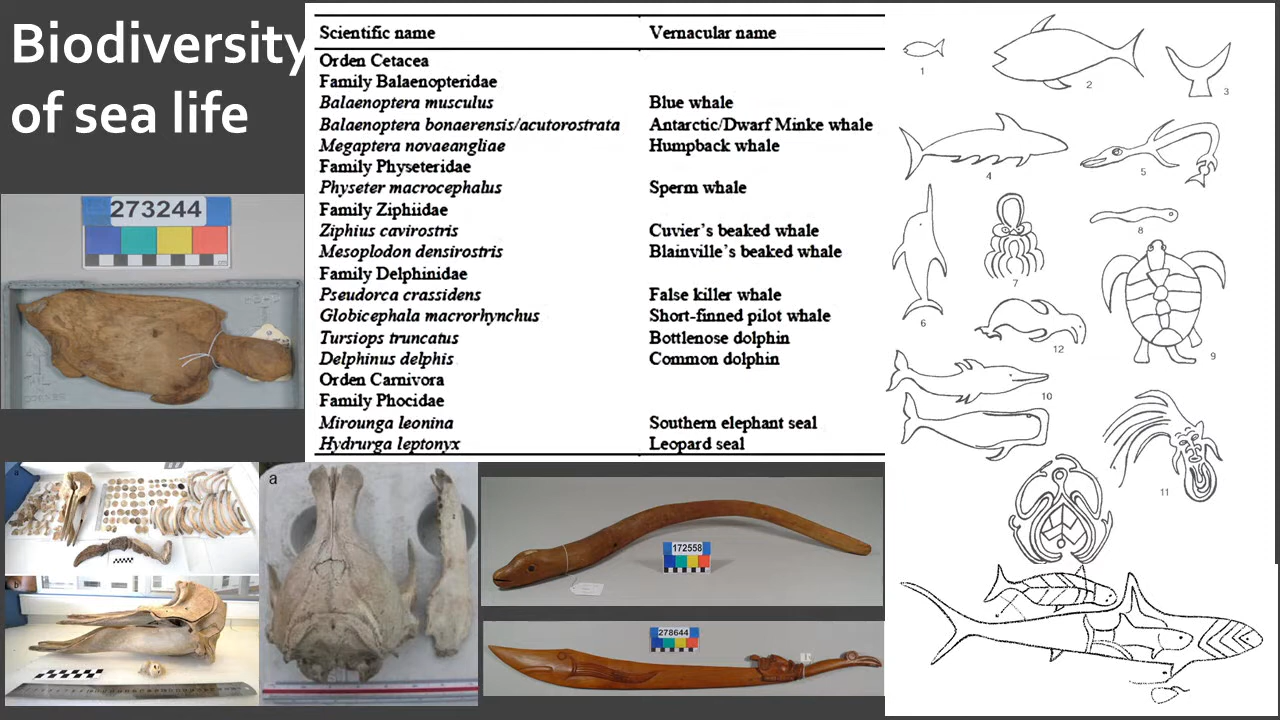 Biodiversity
of sea life
Scientific name Vernacular name
Orden Cetacea
Family Balaenopteridae
Balaenoptera musculus Blue whale
Balaenoptera bonaerensis/acutorostrata Antarctic/Dwarf Minke whale
Megaptera novaeangliae Humpback whale
Family Physeteridae
Physeter macrocephalus Sperm whale
Family Ziphiidae
Ziphius cavirostris Cuvier's beaked whale
Mesoplodon densirostris Blainville's beaked whale
Family Delphinidae
Pseudorca crassidens False killer whale
Globicephala macrorhynchus Short-finned pilot whale
Tursiops truncatus Bottlenose dolphin
Delphinus delphis Common dolphin
Orden Carnivora
Family Phocidae
Mirounga leonina Southern elephant seal
Hydrurga leptonyx Leopard seal
273244
a
172558
278644
1
2
3
4
5
6
7
8
9
12
10
11